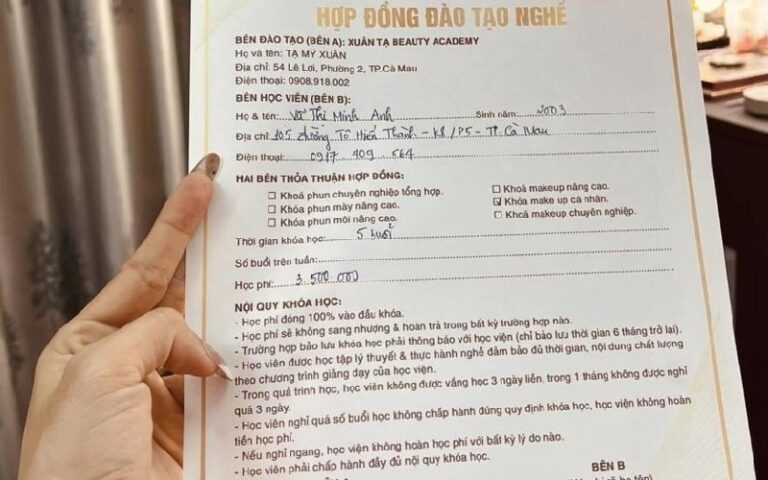 HỢP ĐỒNG ĐÀO TẠO NGHỀ
BÊN ĐÀO TẠO (BÊN A): XUÂN TẠ BEAUTY ACADEMY
Họ và tên: TẠ MỸ XUÂN
Địa chỉ: 54 Lê Lợi, Phường 2, TP.Cà Mau
Điện thoại: 0908.918.002
BÊN HỌC VIÊN (BÊN B):
Họ & tên: Võ Thị Minh Anh Sinh năm: 2003
Địa chỉ: 105 đường Tô Hiến Thành - K8/P5 - TP. Cà Mau
Điện thoại: 0917 409 564
HAI BÊN THỎA THUẬN HỢP ĐỒNG:
☐ Khoá phun chuyên nghiệp tổng hợp. ☐ Khoả makeup nâng cao.
☐ Khóa phun mày nâng cao. ☑ Khóa make up cá nhân.
☐ Khóa phun môi nâng cao. ☐ Khoá makeup chuyên nghiệp.
Thời gian khóa học: 5 buổi
Số buổi trên tuần:
Học phí: 3.500.000
NỘI QUY KHÓA HỌC:
- Học phí đóng 100% vào đầu khóa.
- Học phí sẽ không sang nhượng & hoàn trả trong bất kỳ trường hợp nào.
- Trường hợp bảo lưu khóa học phải thông báo với học viện (chỉ bảo lưu thời gian 6 tháng trở lại).
- Học viên được học tập lý thuyết & thực hành nghề đảm bảo đủ thời gian, nội dung chất lượng
theo chương trình giảng dạy của học viện.
- Trong quá trình học, học viên không được vắng học 3 ngày liền, trong 1 tháng không được nghỉ
quá 3 ngày.
- Học viên nghỉ quá số buổi học không chấp hành đúng quy định khóa học, học viện không hoàn
tiền học phí.
- Nếu nghỉ ngang, học viện không hoàn học phí với bất kỳ lý do nào.
- Học viên phải chấp hành đầy đủ nội quy khóa học.
BÊN B